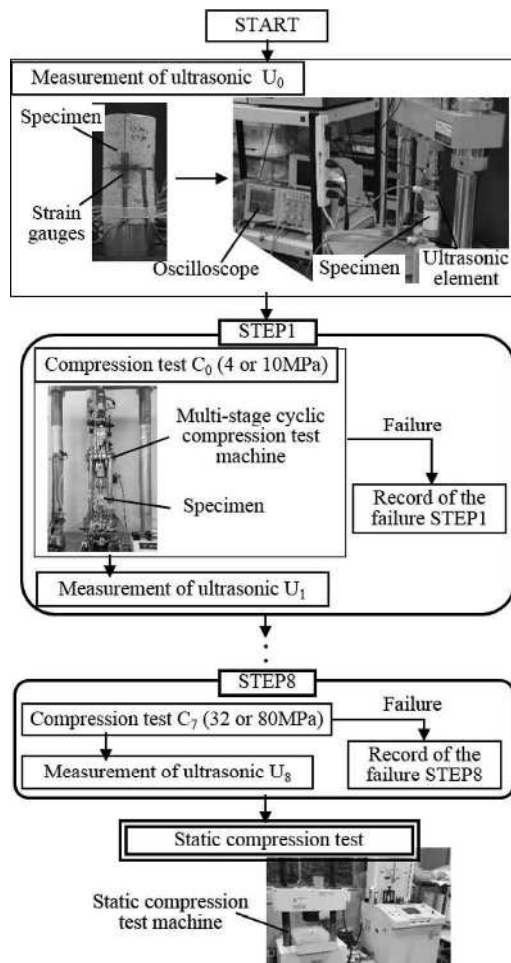 START
Measurement of ultrasonic U₀
Specimen
Strain
gauges
Oscilloscope
Specimen
Ultrasonic
element
STEP1
Compression test C₀ (4 or 10MPa)
Multi-stage cyclic
compression test
machine
Specimen
Failure
Record of the
failure STEP1
Measurement of ultrasonic U₁
STEP8
Compression test C₇ (32 or 80MPa)
Failure
Measurement of ultrasonic U₈
Record of the
failure STEP8
Static compression test
Static compression
test machine